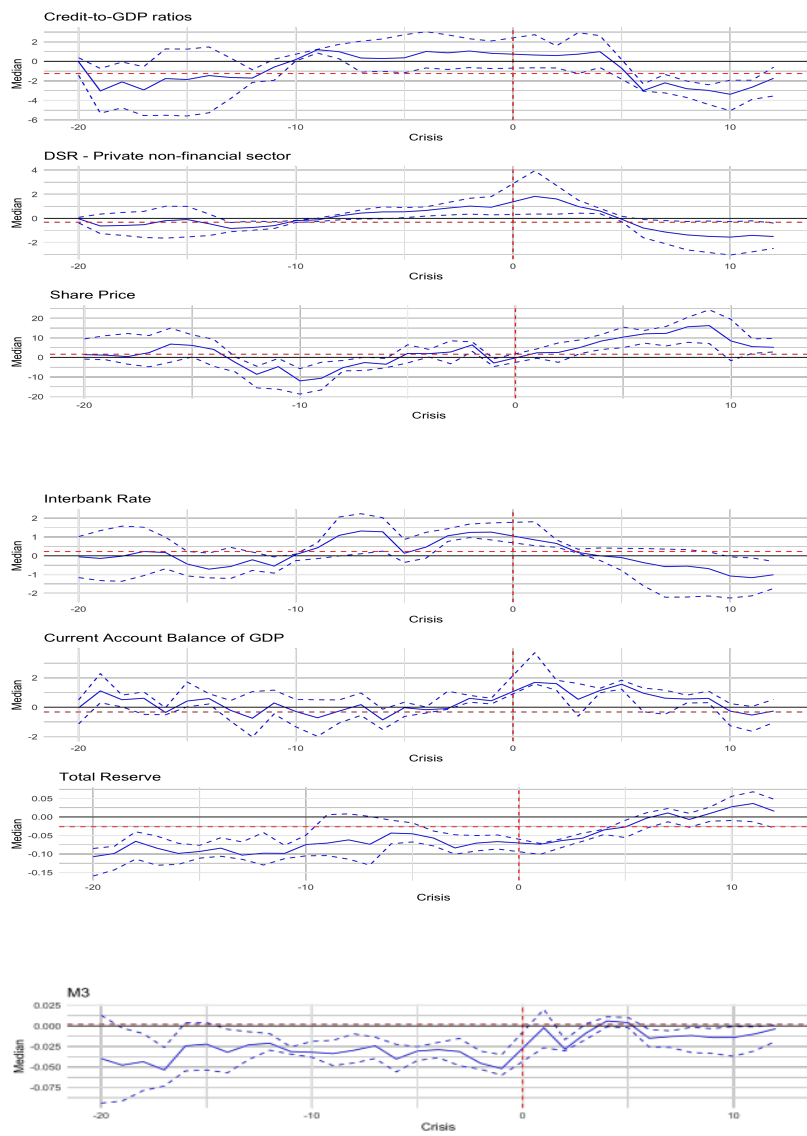 Credit-to-GDP ratios
Median
2
0
-2
-4
-6
-20
-10
0
10
Crisis
DSR - Private non-financial sector
Median
4
2
0
-2
-20
-10
0
10
Crisis
Share Price
Median
20
10
0
-10
-20
-20
-10
0
10
Crisis
Interbank Rate
Median
2
1
0
-1
-2
-20
-10
0
10
Crisis
Current Account Balance of GDP
Median
2
0
-2
-20
-10
0
10
Crisis
Total Reserve
Median
0.05
0.00
-0.05
-0.10
-0.15
-20
-10
0
10
Crisis
M3
Median
0.025
0.000
-0.025
-0.050
-0.075
-20
-10
0
10
Crisis